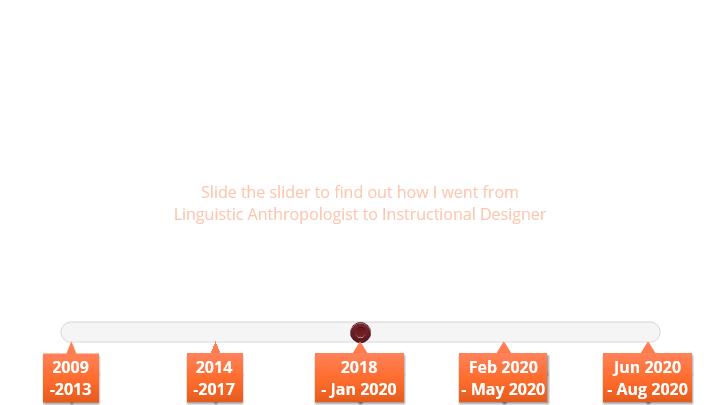 Slide the slider to find out how I went from
Linguistic Anthropologist to Instructional Designer
2009
-2013
2014
-2017
2018
- Jan 2020
Feb 2020
- May 2020
Jun 2020
- Aug 2020